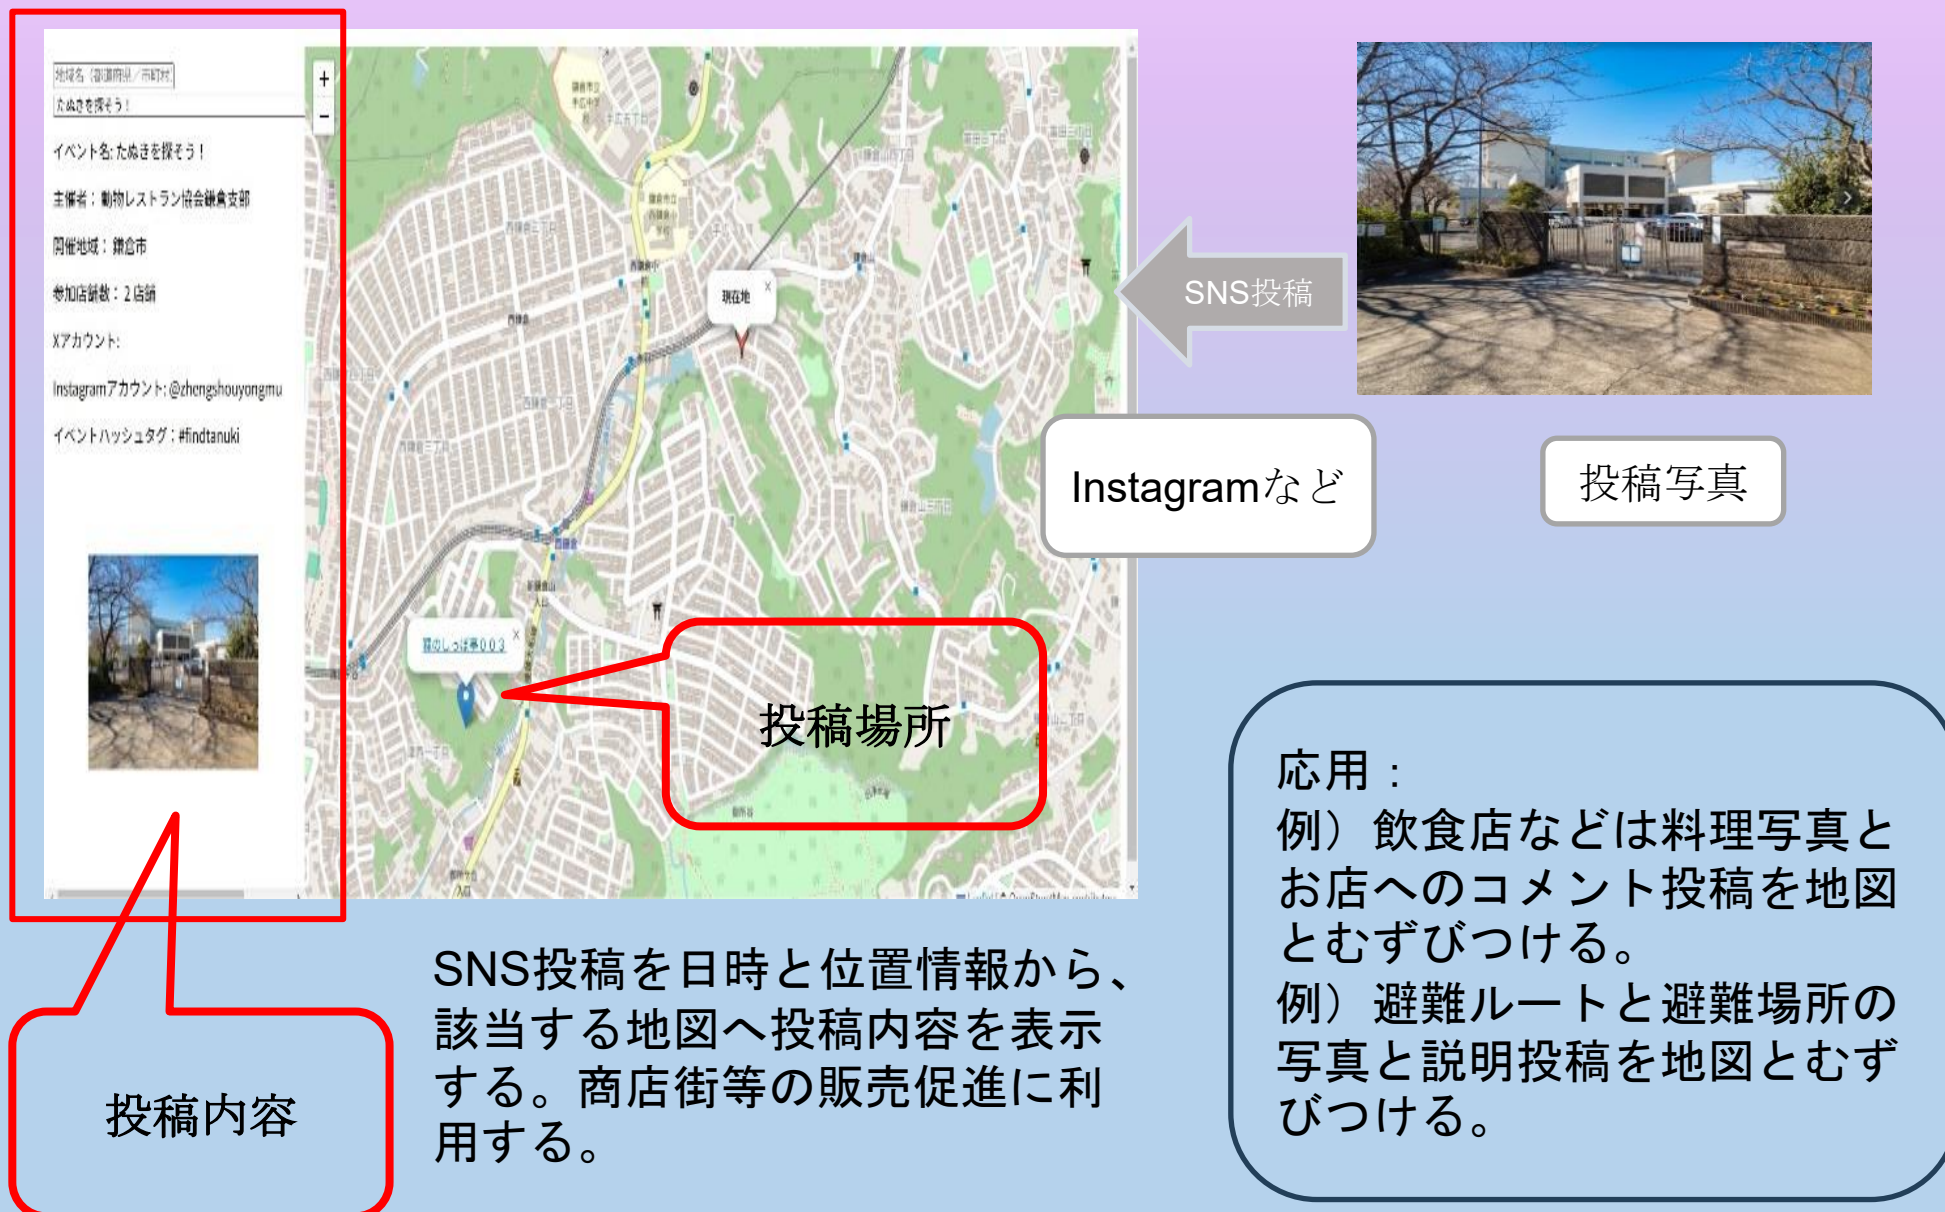 地域名（都道府県／市町村）
たぬきを探そう！
イベント名: たぬきを探そう！
主催者： 動物レストラン協会鎌倉支部
開催地域： 鎌倉市
参加店舗数： 2店舗
Xアカウント:
Instagramアカウント: @zhengshouyongmu
イベントハッシュタグ：#findtanuki
+
−
現在地
西鎌倉
投稿場所
SNS投稿
Instagramなど
投稿写真
投稿内容
SNS投稿を日時と位置情報から、
該当する地図へ投稿内容を表示
する。商店街等の販売促進に利
用する。
応用：
例）飲食店などは料理写真と
お店へのコメント投稿を地図
とむずびつける。
例）避難ルートと避難場所の
写真と説明投稿を地図とむず
びつける。